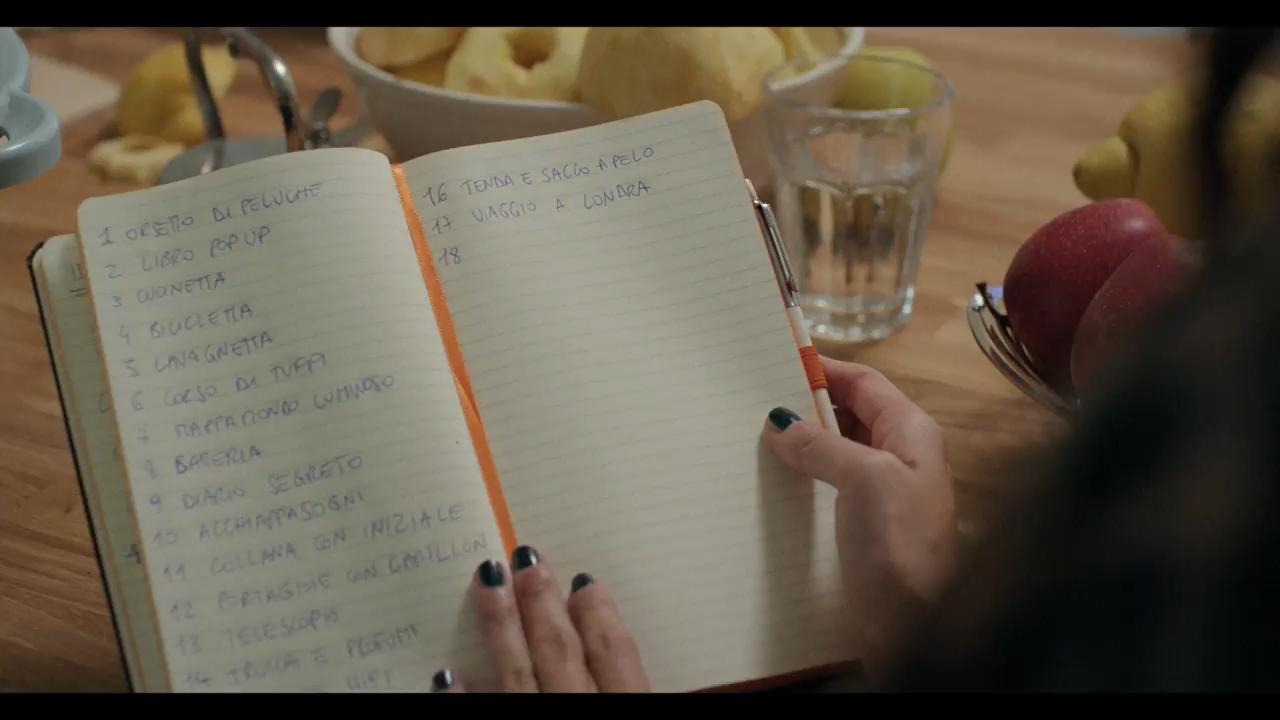 1 ORSETTO DI PELUCHE
2 LIBRO POP UP
3 CUCINETTA
4 BICICLETTA
5 LAVAGNETTA
6 CORSO DI TUFFI
7 MAPPAMONDO LUMINOSO
8 BATTERIA
9 DIARIO SEGRETO
10 ACCHIAPPASOGNI
11 COLLANA CON INIZIALE
12 PORTAGIOIE CON CARILLON
13 TELESCOPIO
14 TRUCCHI E PROFUMI
HIFI
16 TENDA E SACCO A PELO
17 VIAGGIO A LONDRA
18